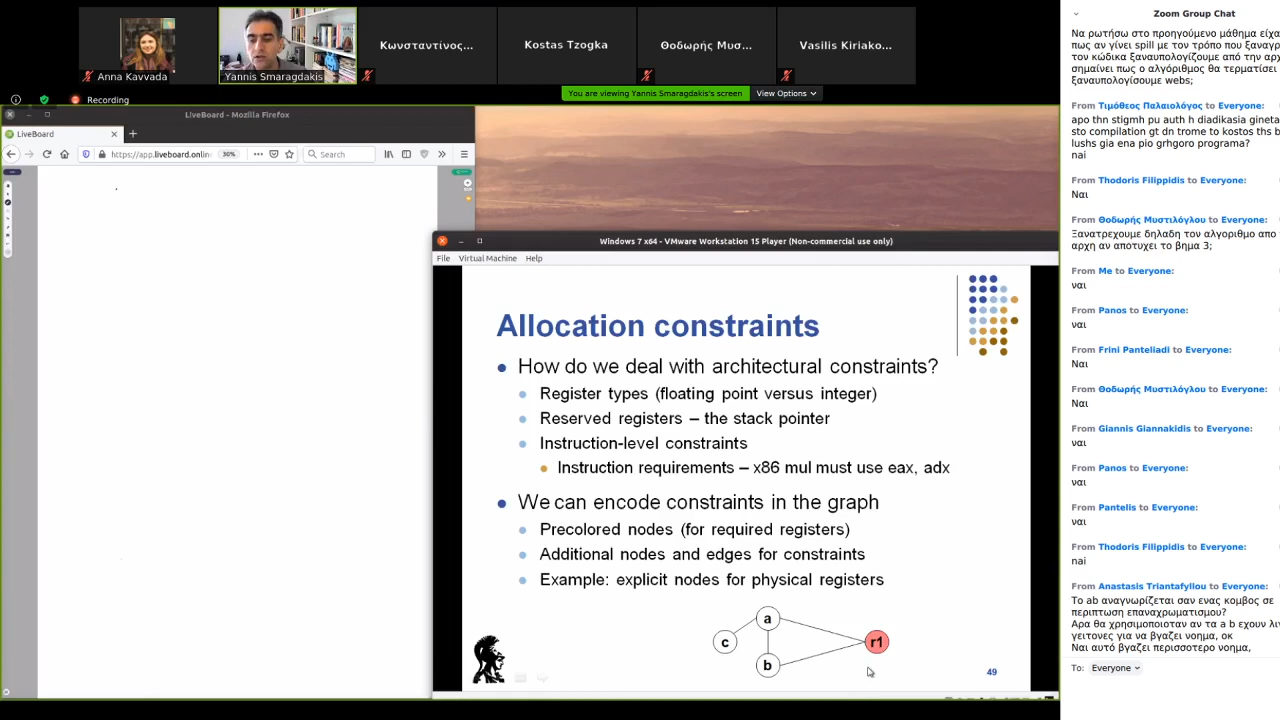 Anna Kavvada
Yannis Smaragdakis
Κωνσταντίνος...
Kostas Tzogka
Θοδωρής Μυσ...
Vasilis Kiriako...
Recording
You are viewing Yannis Smaragdakis's screen
View Options
LiveBoard - Mozilla Firefox
LiveBoard
https://app.liveboard.onlin
30%
Search
Windows 7 x64 - VMware Workstation 15 Player (Non-commercial use only)
File Virtual Machine Help
Allocation constraints
How do we deal with architectural constraints?
Register types (floating point versus integer)
Reserved registers – the stack pointer
Instruction-level constraints
Instruction requirements – x86 mul must use eax, adx
We can encode constraints in the graph
Precolored nodes (for required registers)
Additional nodes and edges for constraints
Example: explicit nodes for physical registers
a
c
r1
b
49
Zoom Group Chat
Να ρωτήσω στο προηγούμενο μάθημα είχα
πως αν γίνει spill με τον τρόπο που ξαναγρ
τον κώδικα ξαναυπολογίζουμε από την αρχ
σημαίνει πως ο αλγόριθμος θα τερματίσει
ξαναυπολογίσουμε webs;
From Τιμόθεος Παλαιολόγος to Everyone:
apo thn stigmh pu auth h diadikasia gineta
sto compilation gt dn trome to kostos ths b
lushs gia ena pio grhgoro programa?
nai
From Thodoris Filippidis to Everyone:
Ναι
From Θοδωρής Μυστιλόγλου to Everyone:
Ξανατρεχουμε δηλαδη τον αλγοριθμο απο
αρχη αν αποτυχει το βημα 3;
From Me to Everyone:
ναι
From Panos to Everyone:
ναι
From Frini Panteliadi to Everyone:
Ναι
From Θοδωρής Μυστιλόγλου to Everyone:
Ναι
From Giannis Giannakidis to Everyone:
ναι
From Panos to Everyone:
ναι
From Pantelis to Everyone:
ναι
From Thodoris Filippidis to Everyone:
nai
From Anastasis Triantafyllou to Everyone:
Το ab αναγνωρίζεται σαν ενας κομβος σε
περιπτωση επαναχρωματισμου?
Αρα θα χρησιμοποιοταν αν τα a b εχουν λιγ
γειτονες για να βγαζει νοημα, οκ
Ναι αυτό βγαζει περισσοτερο νοημα,
To: Everyone